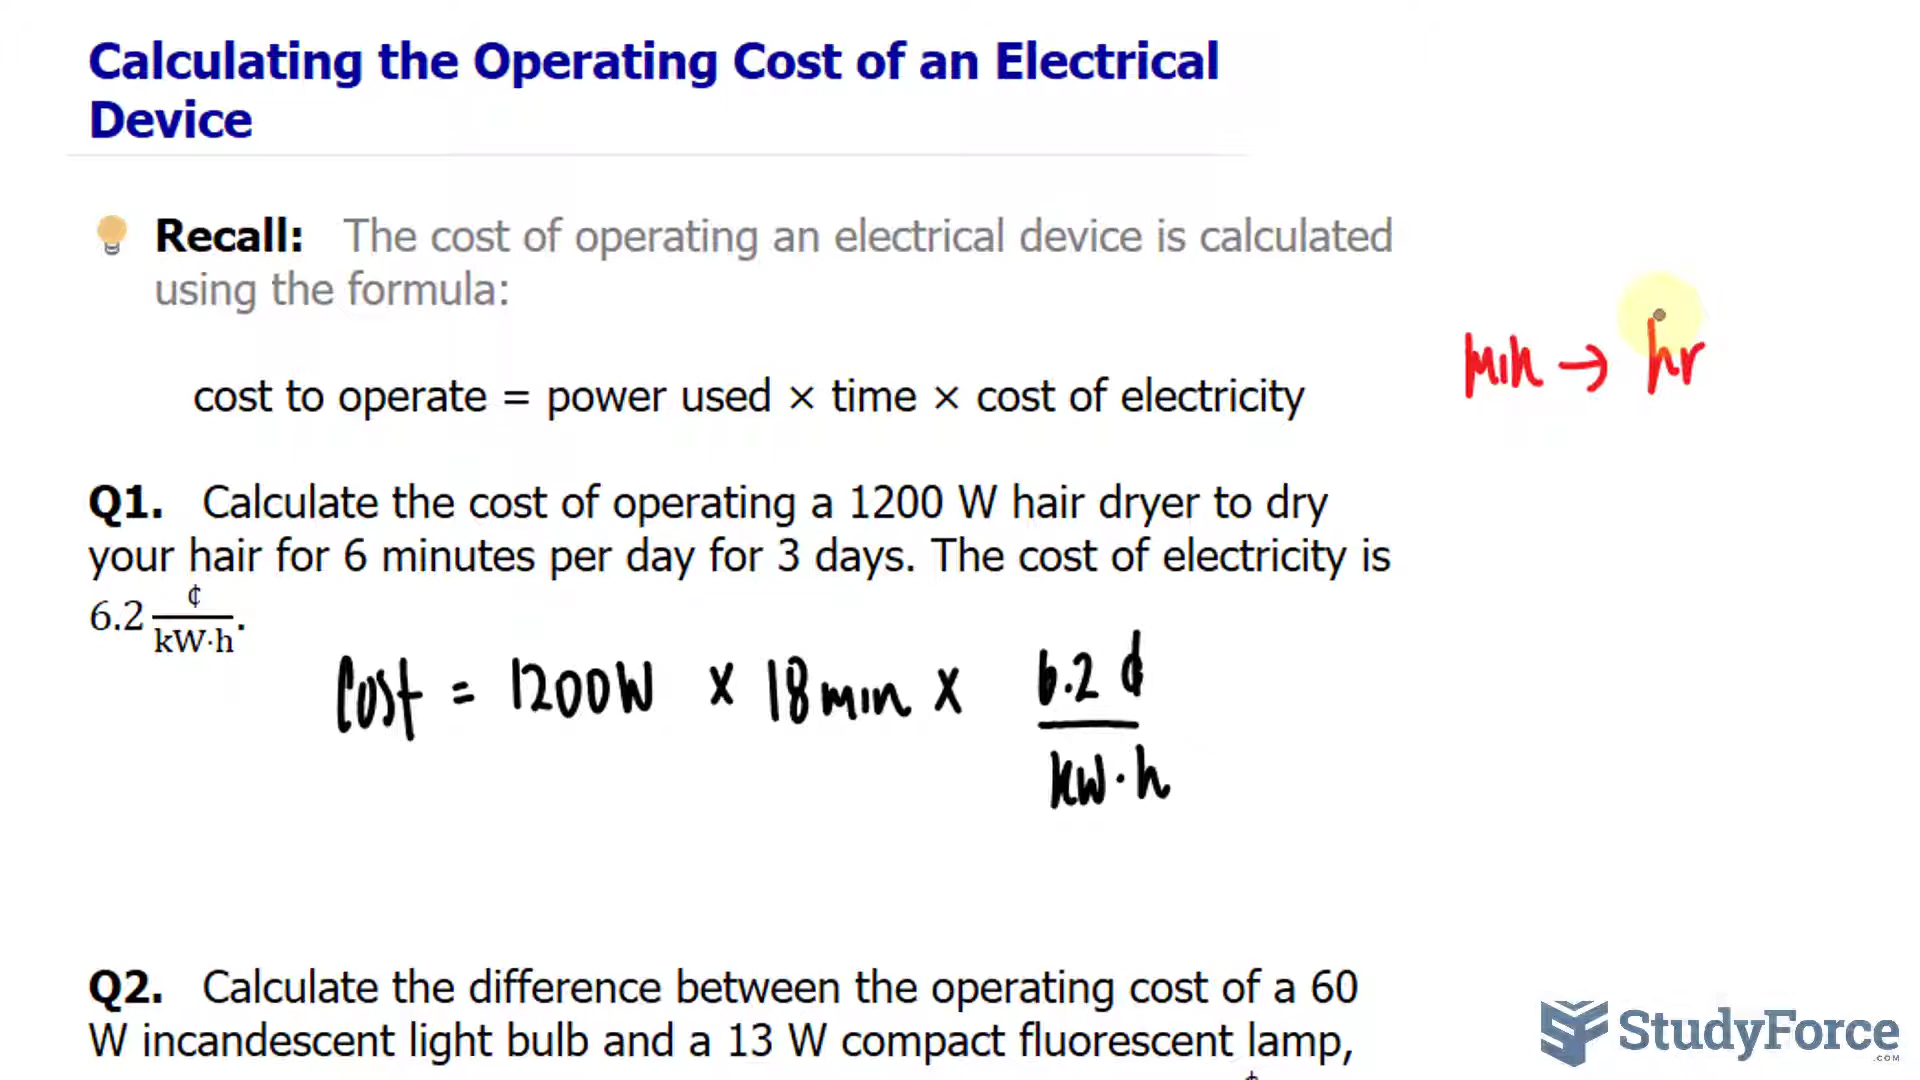 Calculating the Operating Cost of an Electrical
Device
Recall: The cost of operating an electrical device is calculated
using the formula:
cost to operate = power used × time × cost of electricity
min → hr
Q1. Calculate the cost of operating a 1200 W hair dryer to dry
your hair for 6 minutes per day for 3 days. The cost of electricity is
6.2 ¢/kW·h.
Cost = 1200W × 18 min × 6.2 ¢/kW·h
Q2. Calculate the difference between the operating cost of a 60
W incandescent light bulb and a 13 W compact fluorescent lamp,
StudyForce
.COM